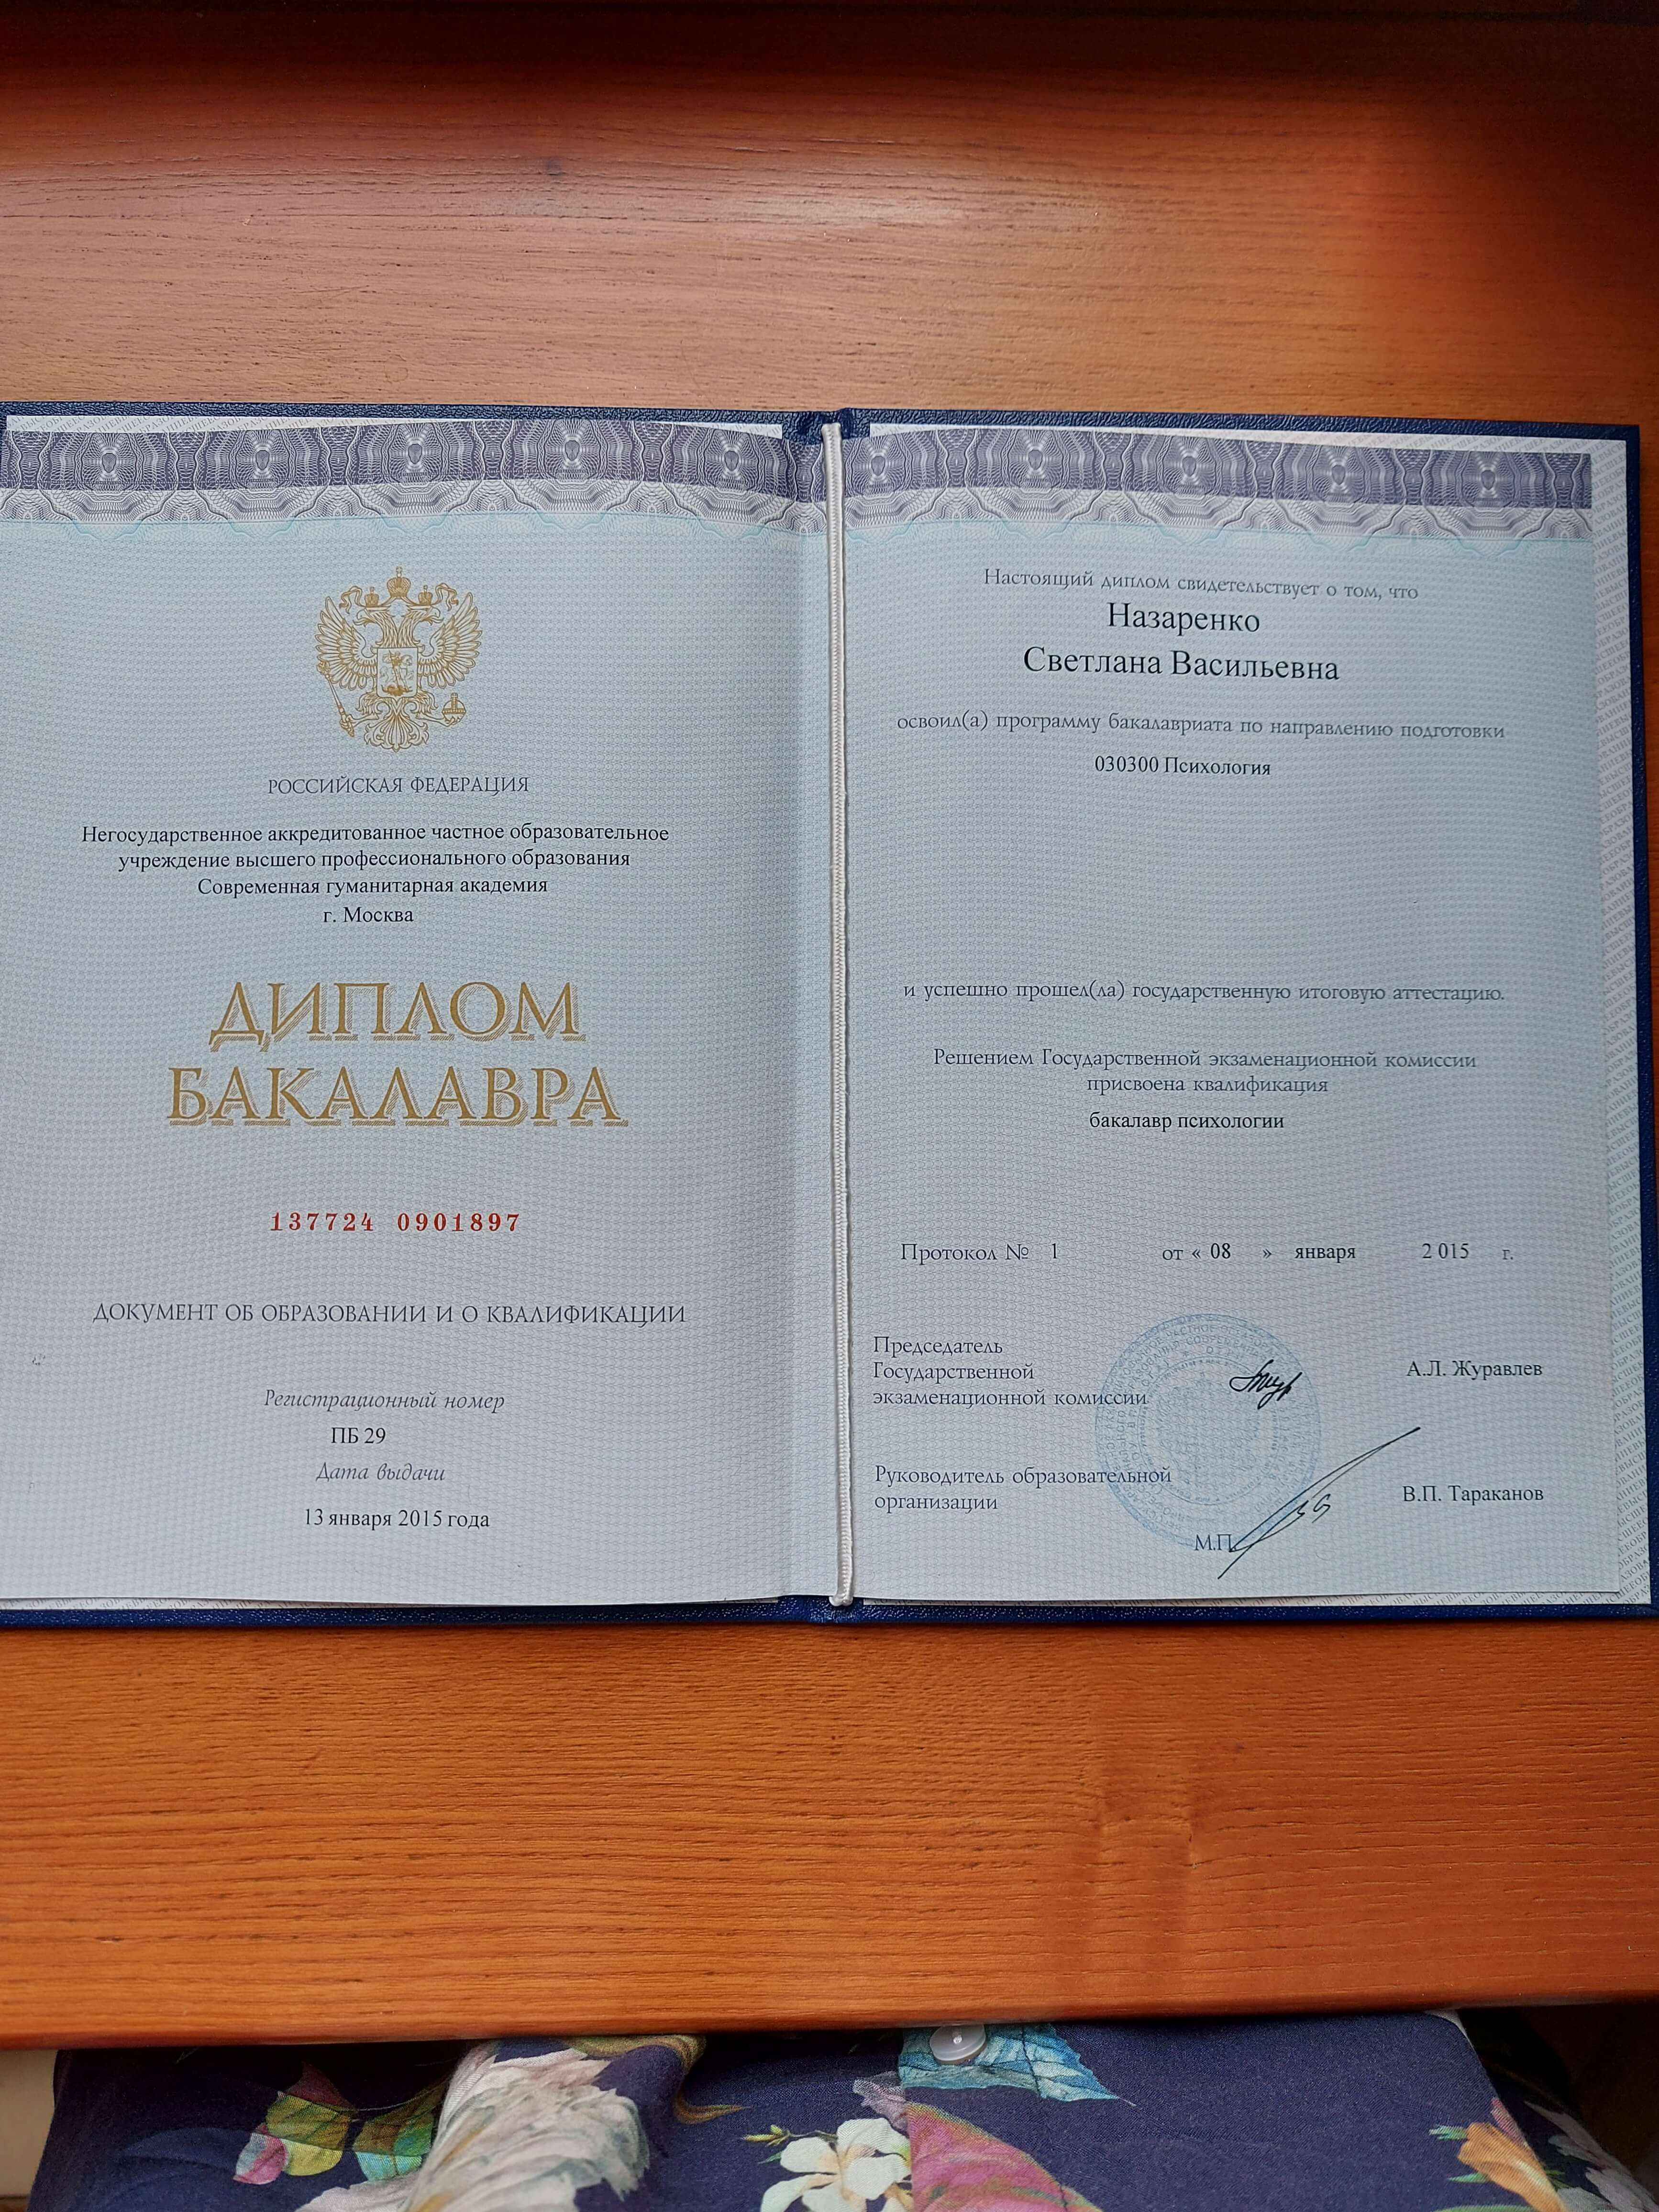 РОССИЙСКАЯ ФЕДЕРАЦИЯ
Негосударственное аккредитованное частное образовательное
учреждение высшего профессионального образования
Современная гуманитарная академия
г. Москва
ДИПЛОМ
БАКАЛАВРА
137724 0901897
ДОКУМЕНТ ОБ ОБРАЗОВАНИИ И О КВАЛИФИКАЦИИ
Регистрационный номер
ПБ 29
Дата выдачи
13 января 2015 года
Настоящий диплом свидетельствует о том, что
Назаренко
Светлана Васильевна
освоил(а) программу бакалавриата по направлению подготовки
030300 Психология
и успешно прошел(ла) государственную итоговую аттестацию.
Решением Государственной экзаменационной комиссии
присвоена квалификация
бакалавр психологии
Протокол № 1 от « 08 » января 2 015 г.
Председатель
Государственной
экзаменационной комиссии
А.Л. Журавлев
Руководитель образовательной
организации
В.П. Тараканов
М.П.